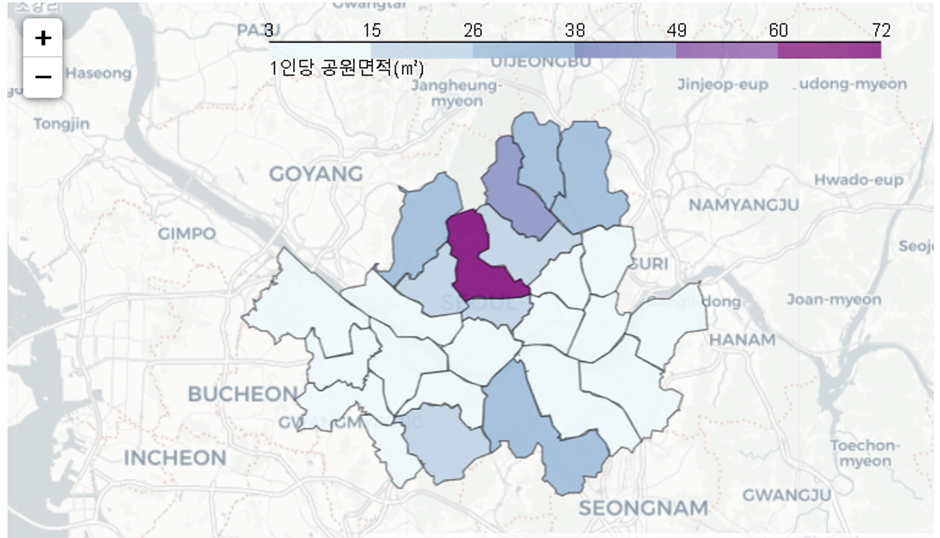 Gwangtan
PAJU
3 15 26 38 49 60 72
+
1인당 공원면적(㎡)
UIJEONGBU
−
Haseong
Jangheung-
myeon
Jinjeop-eup
udong-myeon
Tongjin
GOYANG
Hwado-eup
NAMYANGJU
GIMPO
Seoj
GURI
SEOUL
dong
Joan-myeon
HANAM
BUCHEON
Toechon-
myeon
INCHEON
GWANGJU
SEONGNAM